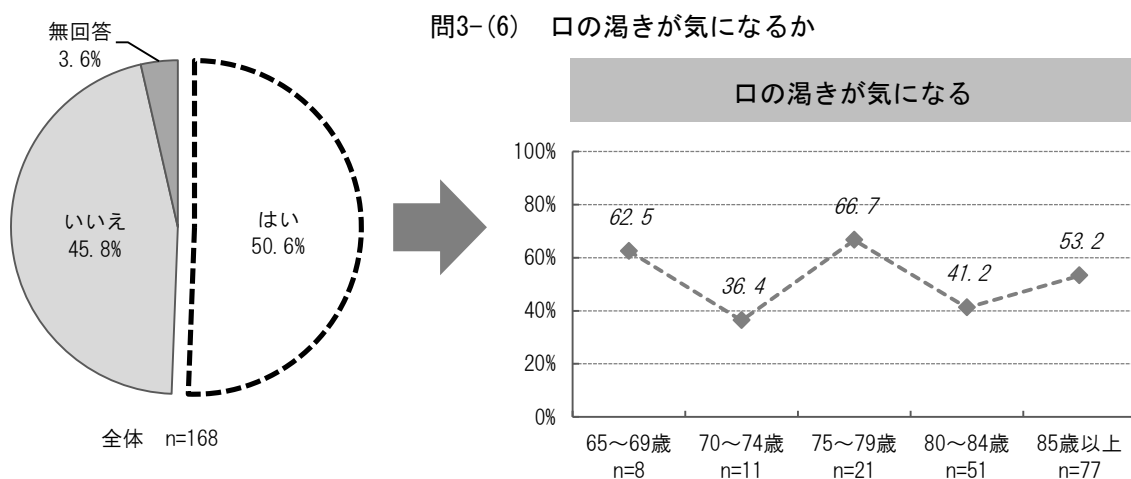 問3-(6)　口の渇きが気になるか
無回答
3.6%
いいえ
45.8%
はい
50.6%
全体　n=168
口の渇きが気になる
100%
80%
60%
40%
20%
0%
62.5
36.4
66.7
41.2
53.2
65～69歳
n=8
70～74歳
n=11
75～79歳
n=21
80～84歳
n=51
85歳以上
n=77